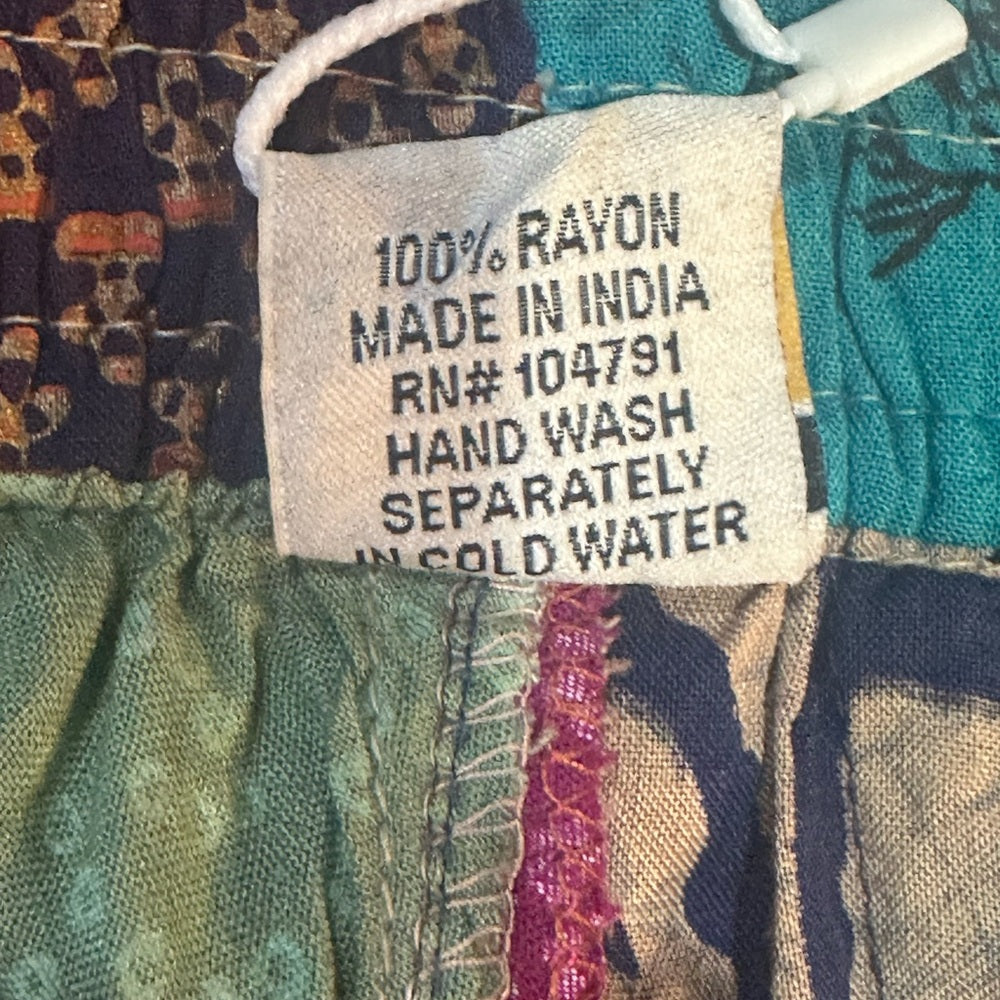 100% RAYON
MADE IN INDIA
RN# 104791
HAND WASH
SEPARATELY
IN COLD WATER